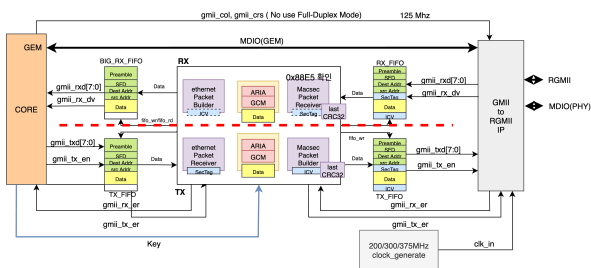 gmii_col, gmii_crs ( No use Full-Duplex Mode)
125 Mhz
GEM
CORE
MDIO(GEM)
BIG_RX_FIFO
Preamble
SFD
Dest Addr
src Addr
Data
gmii_rxd[7:0]
gmii_rx_dv
Data
RX
ethernet
Packet
Builder
ICV
ARIA
GCM
Data
0x88E5 확인
Macsec
Packet
Receiver
SecTag
last
CRC32
Data
RX_FIFO
Preamble
SFD
Dest Addr
src Addr
SecTag
Data
ICV
gmii_rxd[7:0]
gmii_rx_dv
GMII
to
RGMII
IP
RGMII
MDIO(PHY)
fifo_wr
fifo_rd
fifo_wr
gmii_txd[7:0]
gmii_tx_en
Preamble
SFD
Dest Addr
src Addr
Data
TX_FIFO
Data
ethernet
Packet
Receiver
SecTag
TX
ARIA
GCM
Data
Macsec
Packet
Builder
ICV
last
CRC32
Data
Preamble
SFD
Dest Addr
src Addr
SecTag
Data
ICV
TX_FIFO
gmii_txd[7:0]
gmii_tx_en
gmii_rx_er
gmii_tx_er
Key
gmii_rx_er
gmii_tx_er
200/300/375MHz
clock_generate
clk_in